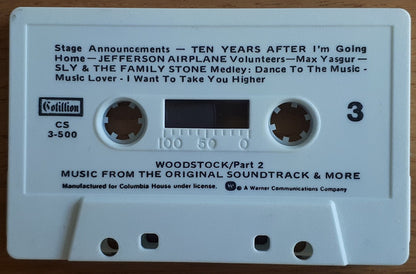 Stage Announcements — TEN YEARS AFTER I'm Going
Home—JEFFERSON AIRPLANE Volunteers—Max Yasgur—
SLY & THE FAMILY STONE Medley: Dance To The Music -
Music Lover - I Want To Take You Higher
Cotillion
CS
3-500
3
100 50 0
WOODSTOCK/Part 2
MUSIC FROM THE ORIGINAL SOUNDTRACK & MORE
Manufactured for Columbia House under license. W ® A Warner Communications Company